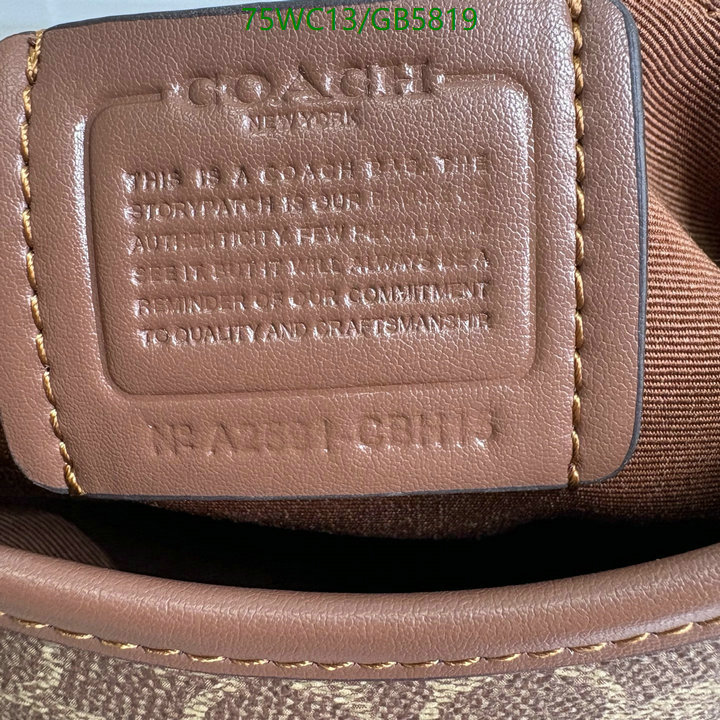 75WC13/GB5819
COACH
NEW YORK
THIS IS A COACH BAG. THE
STORYPATCH IS OUR
AUTHENTICITY. FEW PEOPLE
SEE IT. BUT IT WILL ALWAYS BE A
REMINDER OF OUR COMMITMENT
TO QUALITY AND CRAFTSMANSHIP.